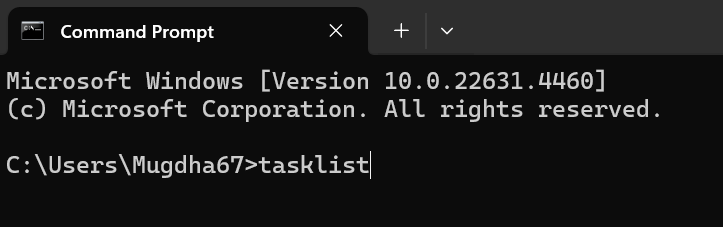 Command Prompt
Microsoft Windows [Version 10.0.22631.4460]
(c) Microsoft Corporation. All rights reserved.
C:\Users\Mugdha67>tasklist